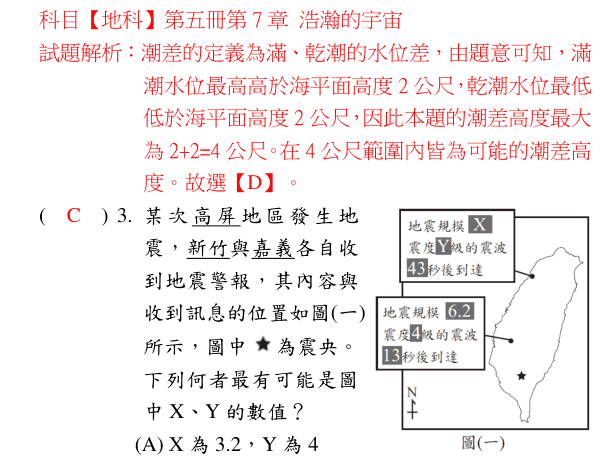 科目【地科】第五冊第 7 章 浩瀚的宇宙
試題解析：潮差的定義為滿、乾潮的水位差，由題意可知，滿
潮水位最高高於海平面高度 2 公尺，乾潮水位最低
低於海平面高度 2 公尺，因此本題的潮差高度最大
為 2+2=4 公尺。在 4 公尺範圍內皆為可能的潮差高
度。故選【D】。
( C ) 3. 某次高屏地區發生地
震，新竹與嘉義各自收
到地震警報，其內容與
收到訊息的位置如圖(一)
所示，圖中 ★ 為震央。
下列何者最有可能是圖
中 X、Y 的數值？
(A) X 為 3.2，Y 為 4
地震規模 X
震度Y級的震波
43秒後到達
地震規模 6.2
震度4級的震波
13秒後到達
N
圖(一)